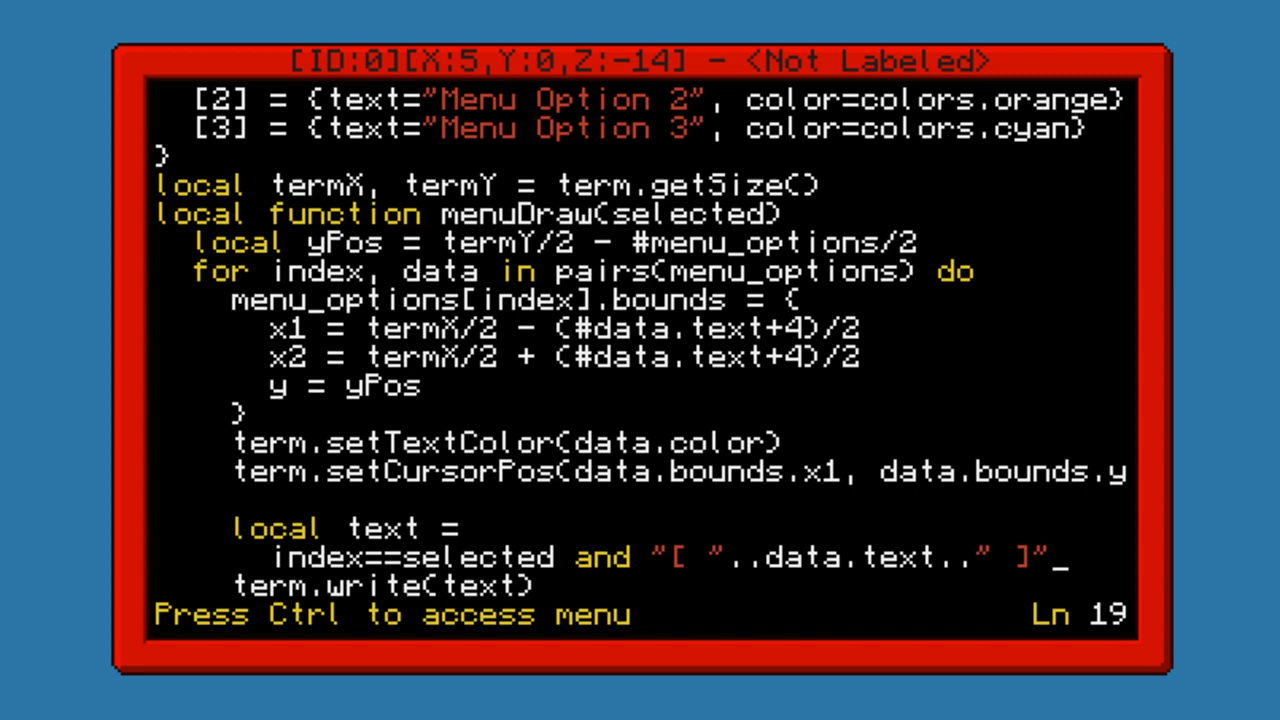 [ID:0][X:5,Y:0,Z:-14] - <Not Labeled>
[2] = {text="Menu Option 2", color=colors.orange}
[3] = {text="Menu Option 3", color=colors.cyan}
}
local termX, termY = term.getSize()
local function menuDraw(selected)
local yPos = termY/2 - #menu_options/2
for index, data in pairs(menu_options) do
menu_options[index].bounds = {
x1 = termX/2 - (#data.text+4)/2
x2 = termX/2 + (#data.text+4)/2
y = yPos
}
term.setTextColor(data.color)
term.setCursorPos(data.bounds.x1, data.bounds.y
local text =
index==selected and "[ "..data.text.." ]"_
term.write(text)
Press Ctrl to access menu Ln 19